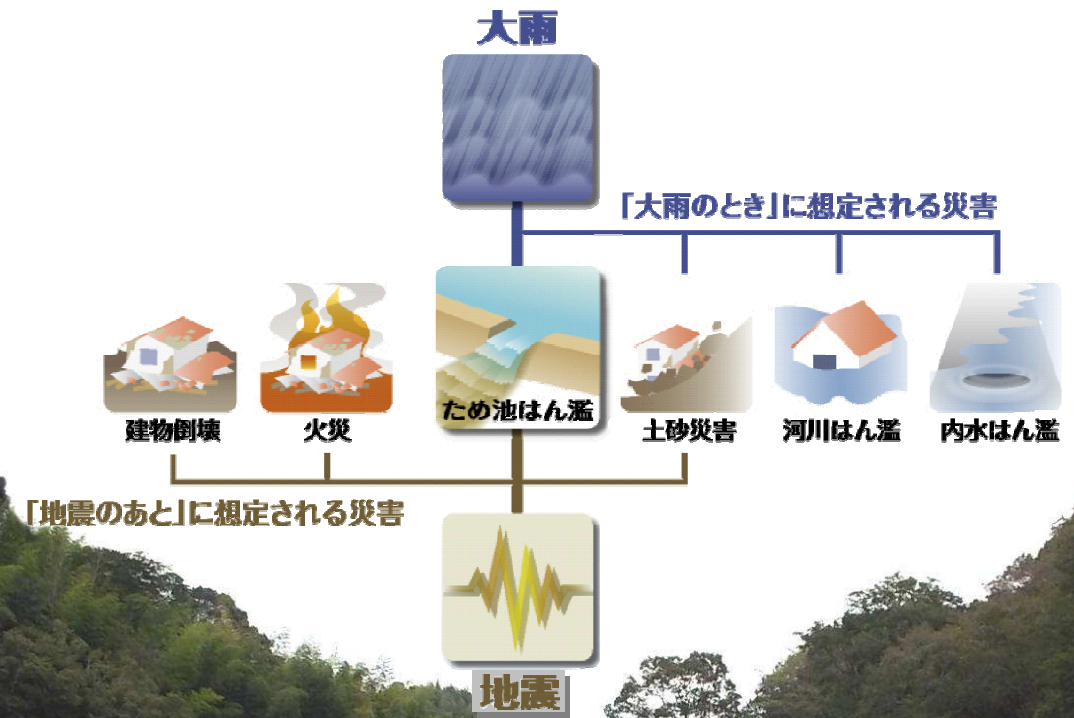 大雨
「大雨のとき」に想定される災害
建物倒壊
火災
ため池はん濫
土砂災害
河川はん濫
内水はん濫
「地震のあと」に想定される災害
地震